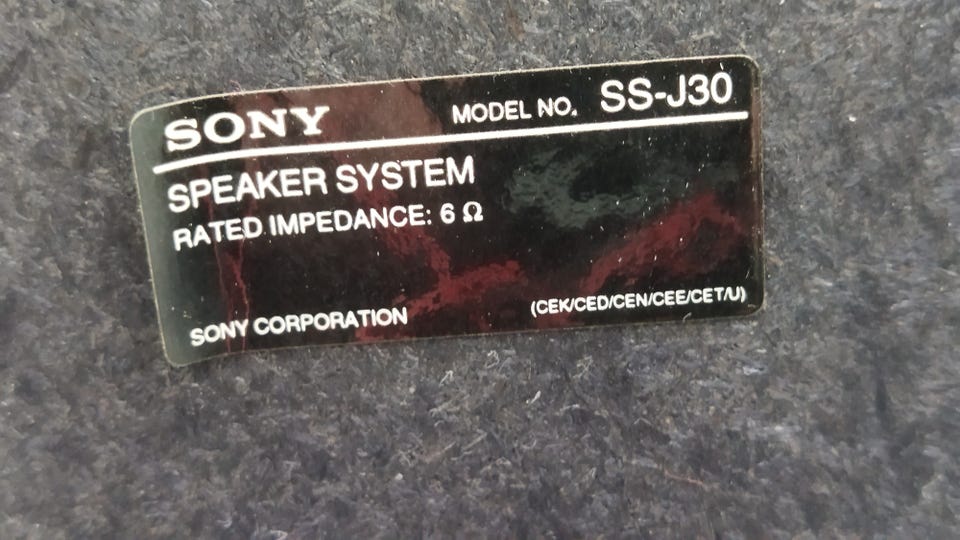 SONY MODEL NO. SS-J30
SPEAKER SYSTEM
RATED IMPEDANCE: 6 Ω
SONY CORPORATION (CEK/CED/CEN/CEE/CET/U)